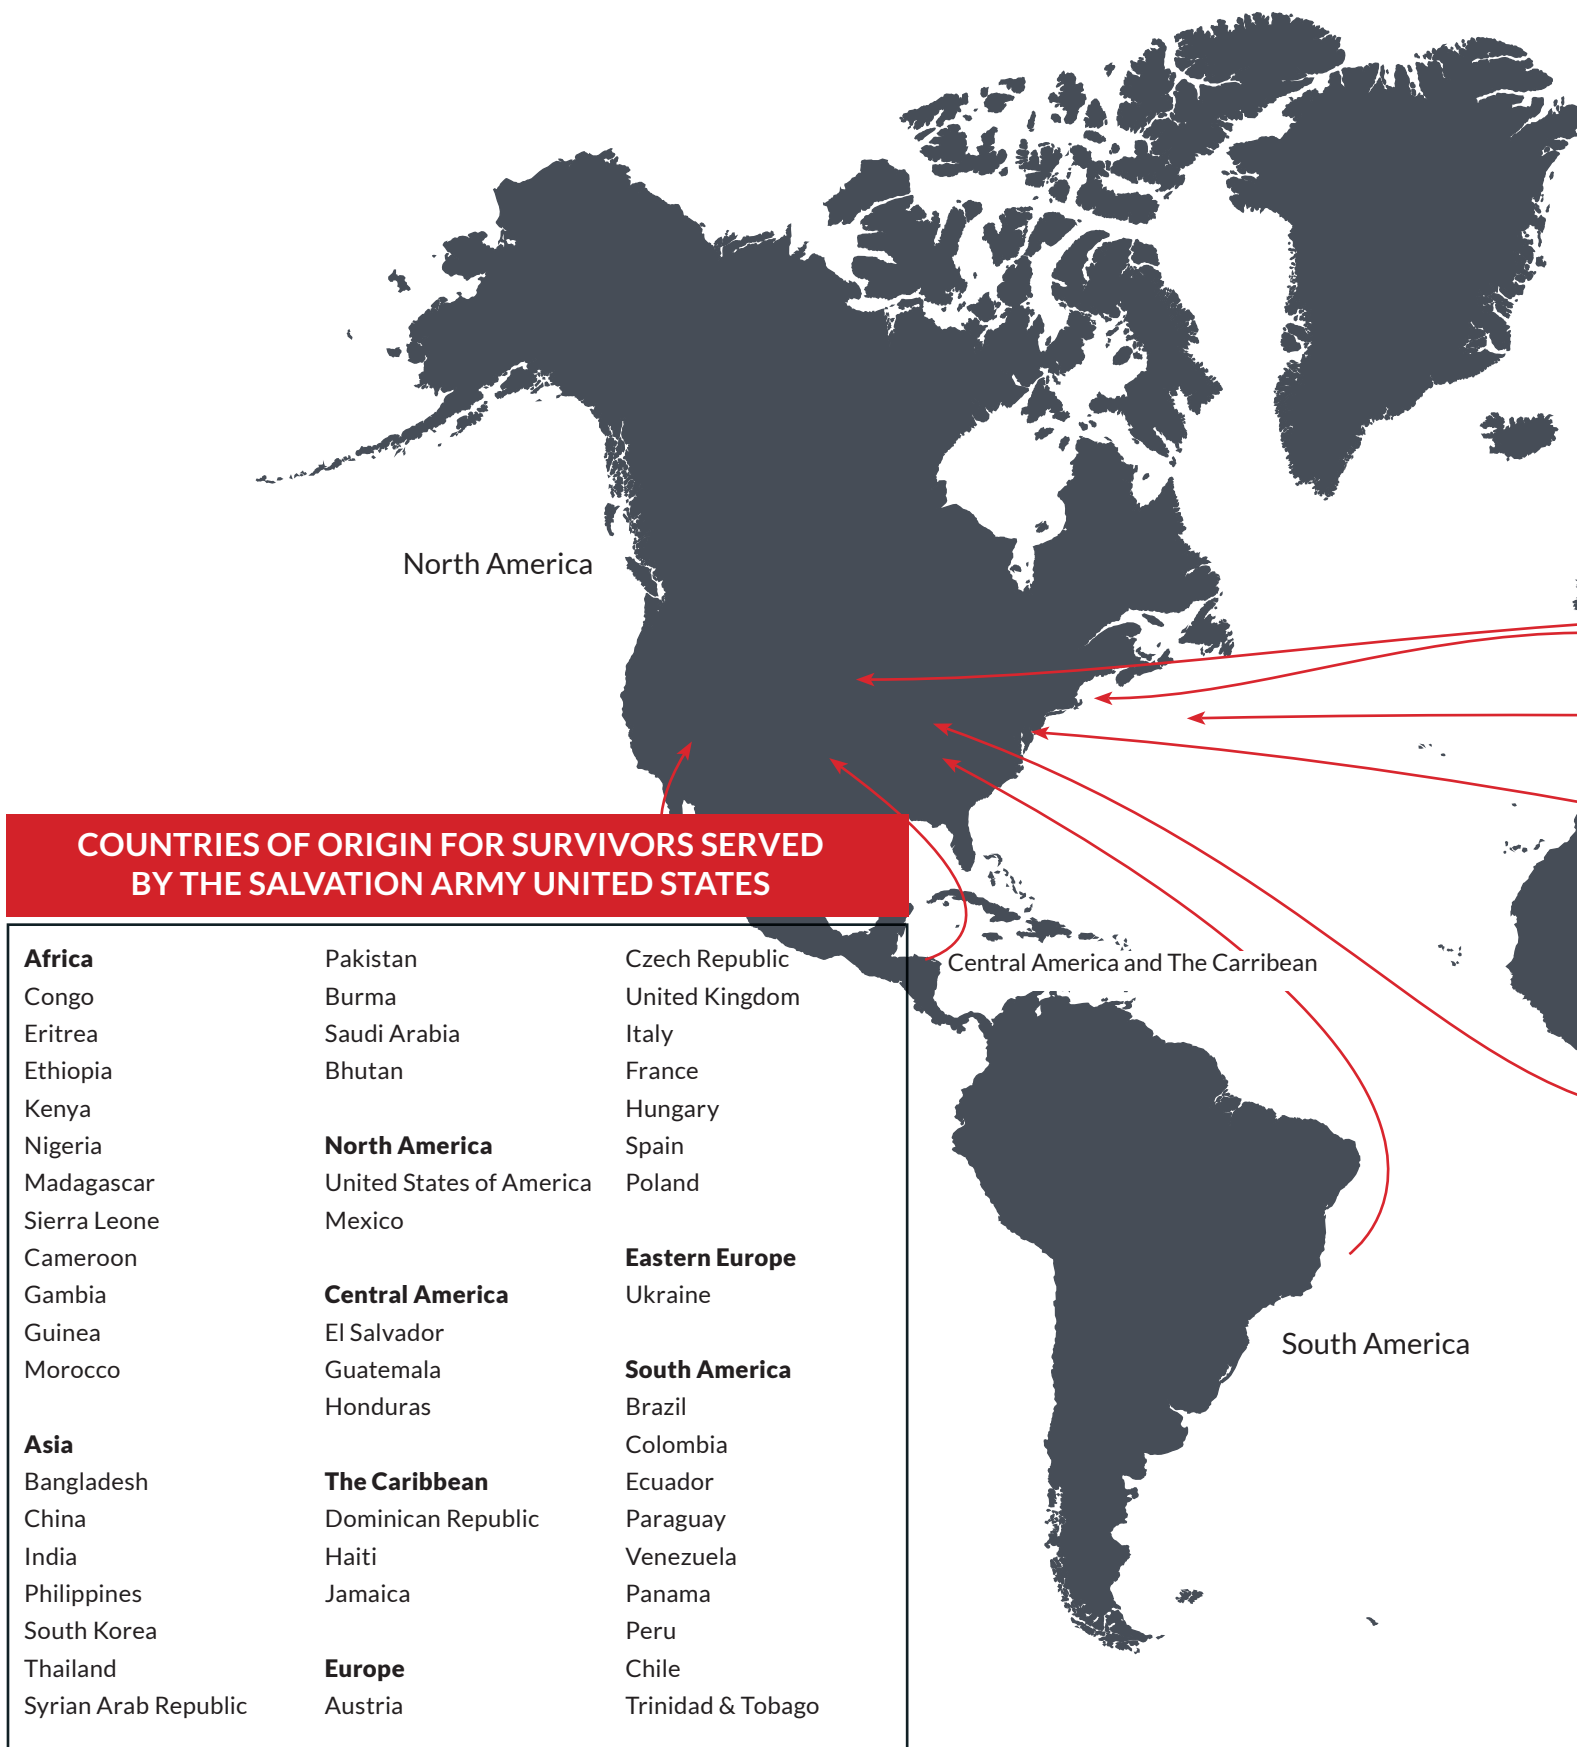 North America
COUNTRIES OF ORIGIN FOR SURVIVORS SERVED
BY THE SALVATION ARMY UNITED STATES
Africa
Congo
Eritrea
Ethiopia
Kenya
Nigeria
Madagascar
Sierra Leone
Cameroon
Gambia
Guinea
Morocco
Asia
Bangladesh
China
India
Philippines
South Korea
Thailand
Syrian Arab Republic
Pakistan
Burma
Saudi Arabia
Bhutan
North America
United States of America
Mexico
Central America
El Salvador
Guatemala
Honduras
The Caribbean
Dominican Republic
Haiti
Jamaica
Europe
Austria
Czech Republic
United Kingdom
Italy
France
Hungary
Spain
Poland
Eastern Europe
Ukraine
South America
Brazil
Colombia
Ecuador
Paraguay
Venezuela
Panama
Peru
Chile
Trinidad & Tobago
Central America and The Carribean
South America